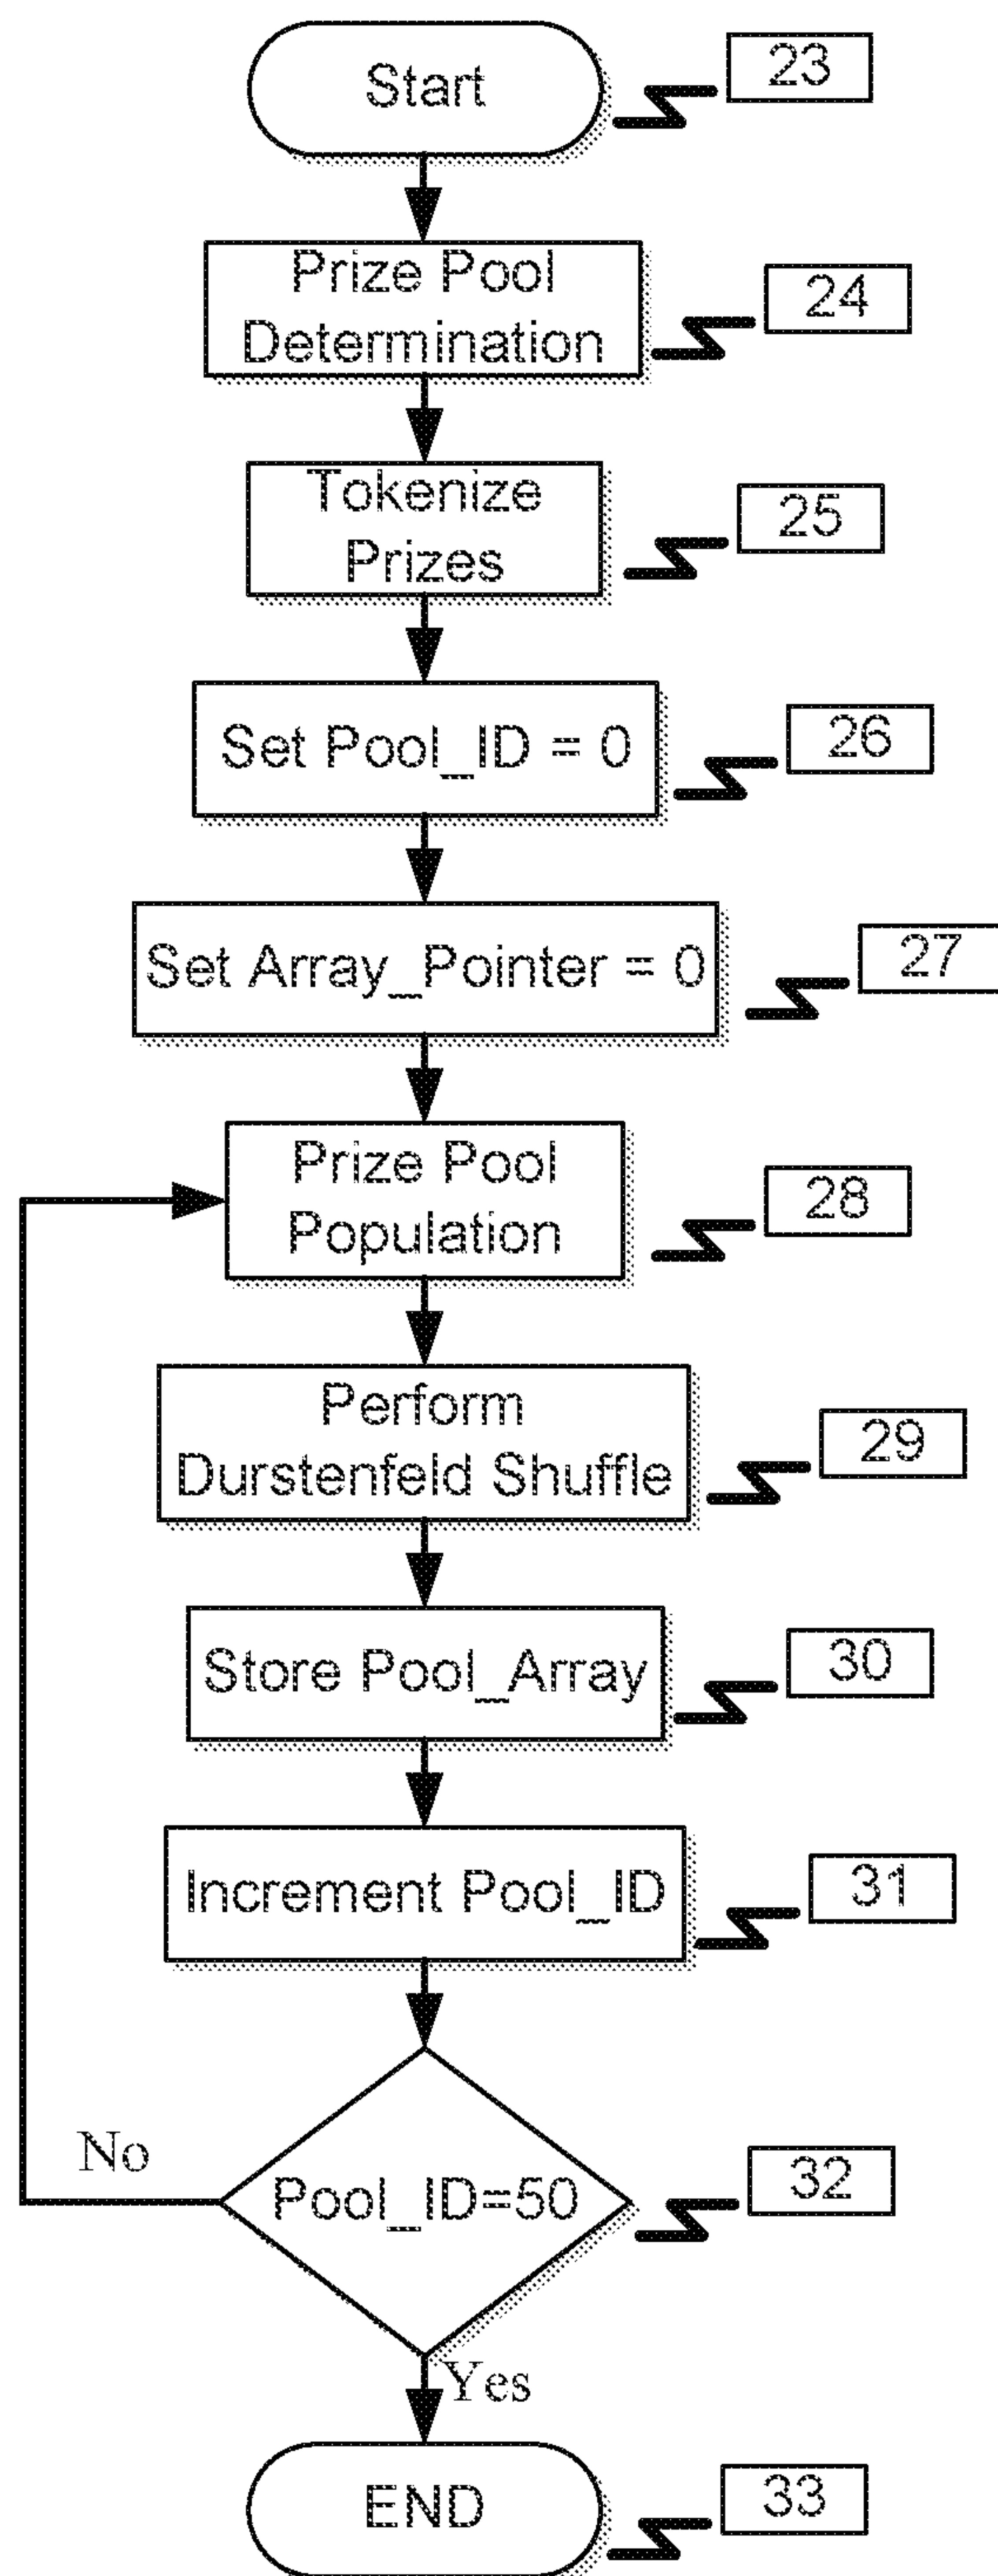 Start
23
Prize Pool
Determination
24
Tokenize
Prizes
25
Set Pool_ID = 0
26
Set Array_Pointer = 0
27
Prize Pool
Population
28
Perform
Durstenfeld Shuffle
29
Store Pool_Array
30
Increment Pool_ID
31
No
Pool_ID=50
32
Yes
END
33